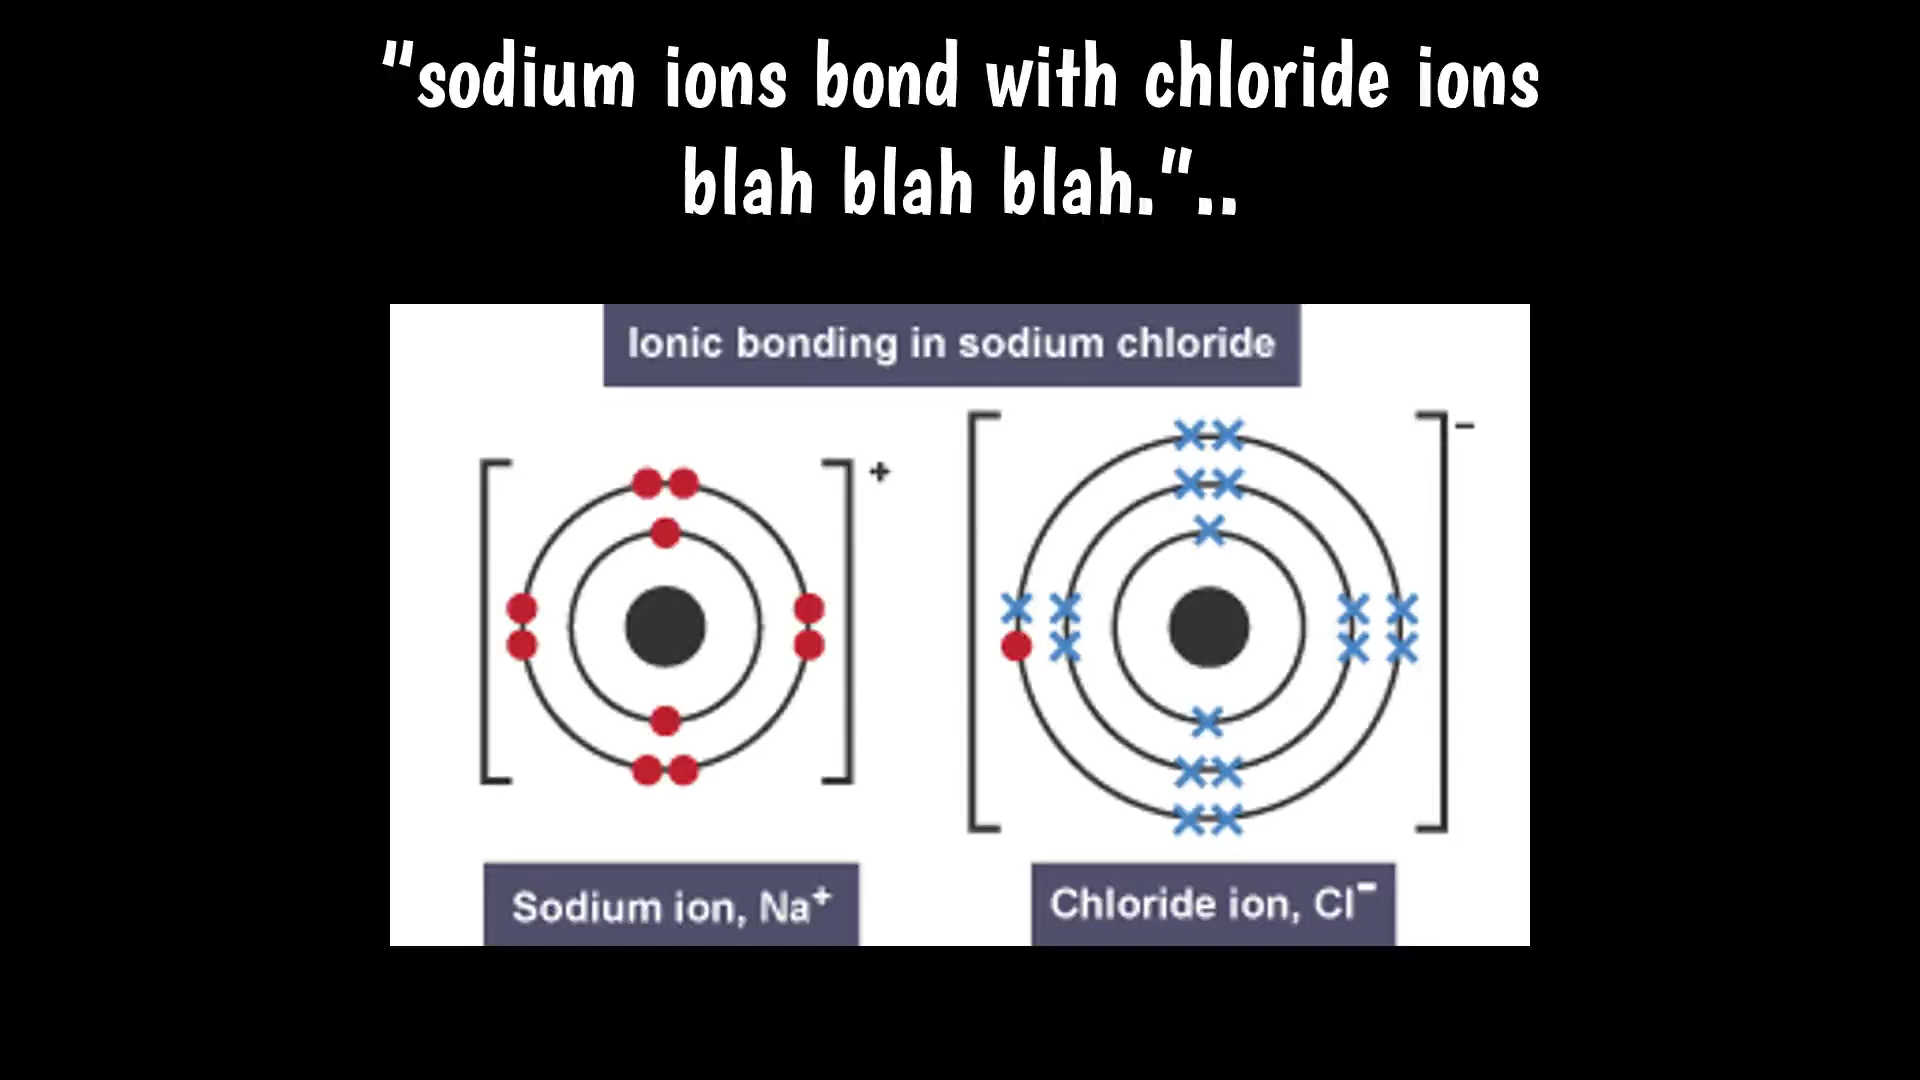 "sodium ions bond with chloride ions
blah blah blah."..
Ionic bonding in sodium chloride
+
−
Sodium ion, Na⁺
Chloride ion, Cl⁻